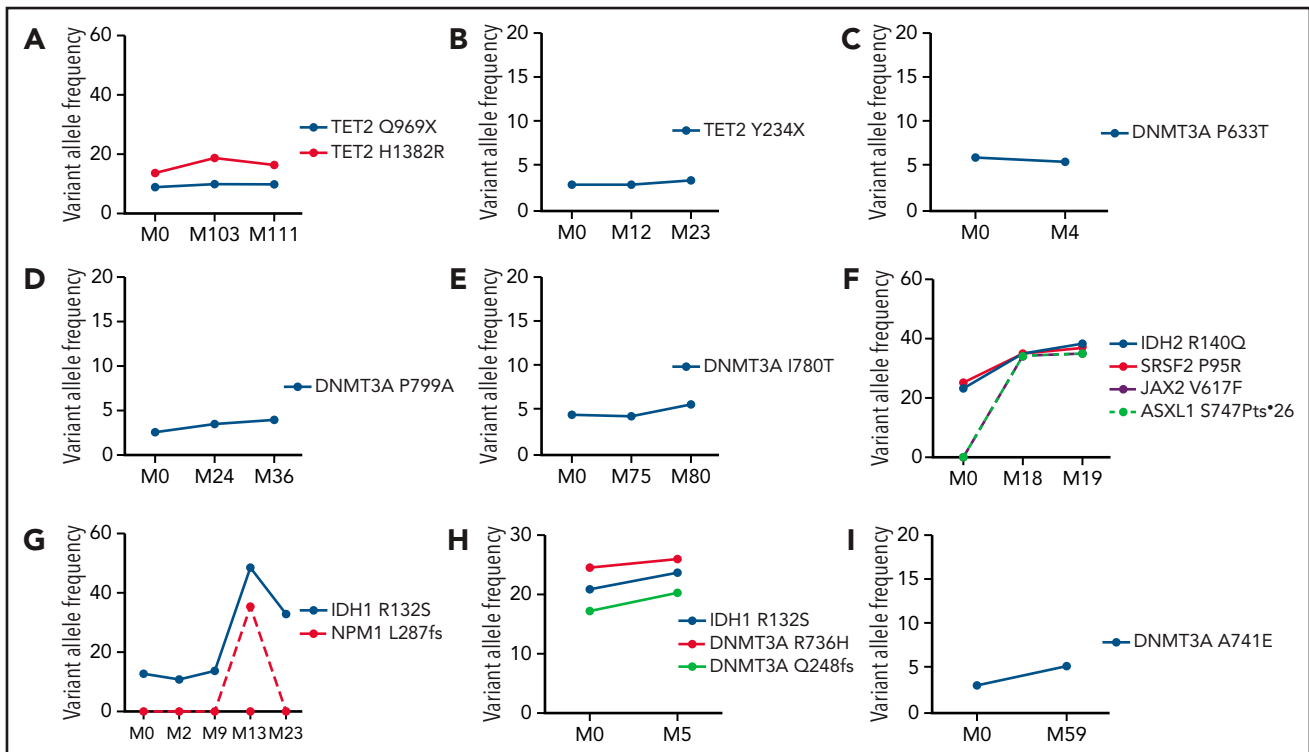 A
Variant allele frequency
60
40
20
0
M0 M103 M111
TET2 Q969X
TET2 H1382R
B
Variant allele frequency
20
15
10
5
0
M0 M12 M23
TET2 Y234X
C
Variant allele frequency
20
15
10
5
0
M0 M4
DNMT3A P633T
D
Variant allele frequency
20
15
10
5
0
M0 M24 M36
DNMT3A P799A
E
Variant allele frequency
20
15
10
5
0
M0 M75 M80
DNMT3A I780T
F
Variant allele frequency
60
40
20
0
M0 M18 M19
IDH2 R140Q
SRSF2 P95R
JAX2 V617F
ASXL1 S747Pts•26
G
Variant allele frequency
60
40
20
0
M0 M2 M9 M13 M23
IDH1 R132S
NPM1 L287fs
H
Variant allele frequency
30
20
10
0
M0 M5
IDH1 R132S
DNMT3A R736H
DNMT3A Q248fs
I
Variant allele frequency
20
15
10
5
0
M0 M59
DNMT3A A741E